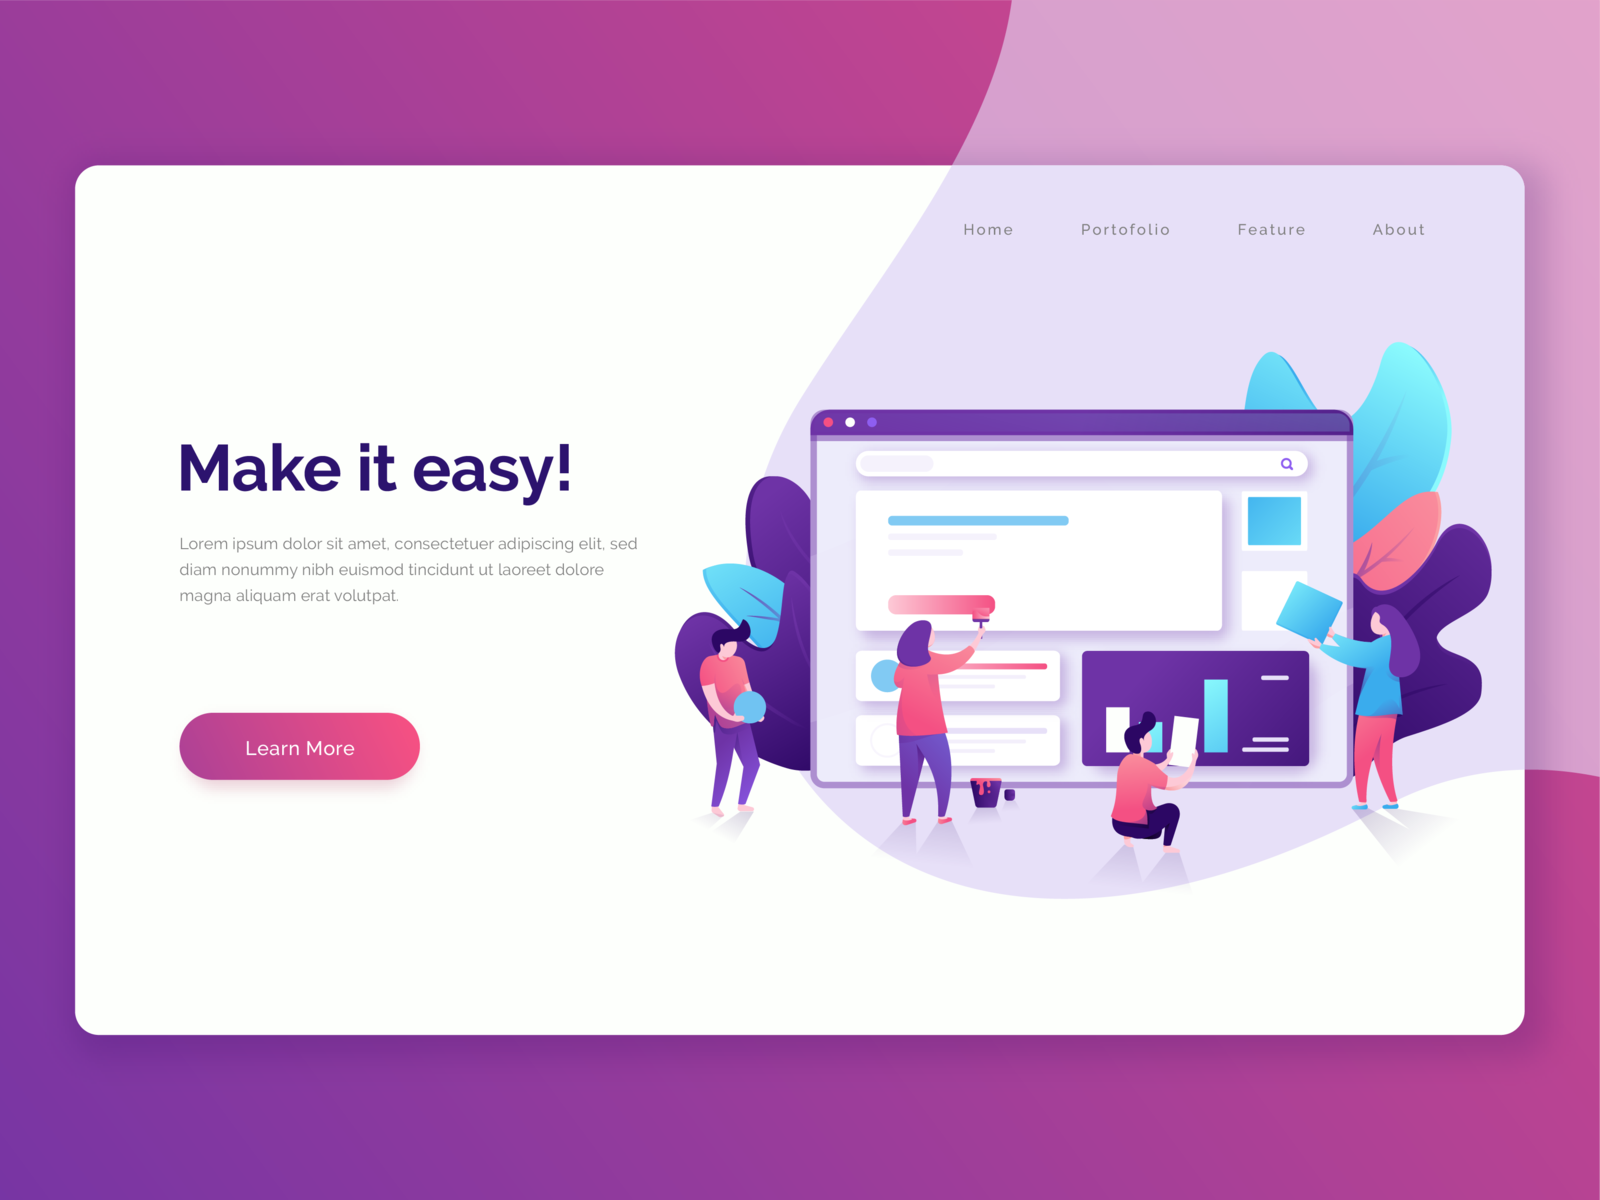 Home Portofolio Feature About
Make it easy!
Lorem ipsum dolor sit amet, consectetuer adipiscing elit, sed
diam nonummy nibh euismod tincidunt ut laoreet dolore
magna aliquam erat volutpat.
Learn More